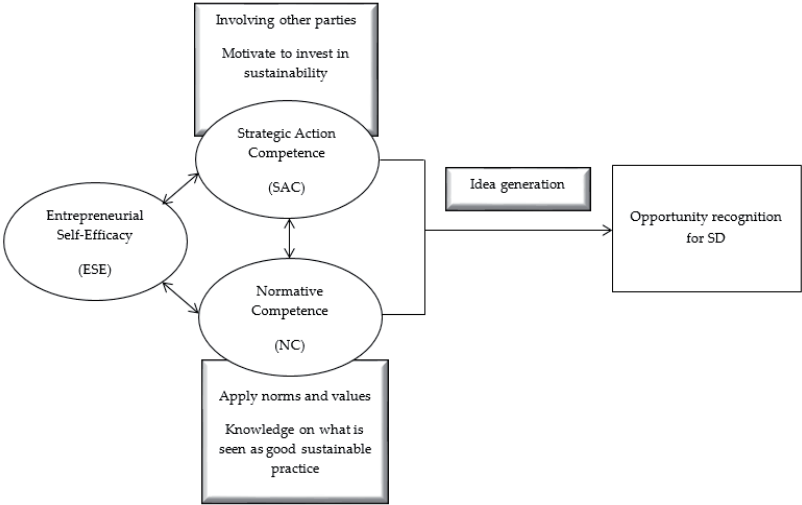 Involving other parties
Motivate to invest in
sustainability
Strategic Action
Competence
(SAC)
Idea generation
Entrepreneurial
Self-Efficacy
(ESE)
Opportunity recognition
for SD
Normative
Competence
(NC)
Apply norms and values
Knowledge on what is
seen as good sustainable
practice